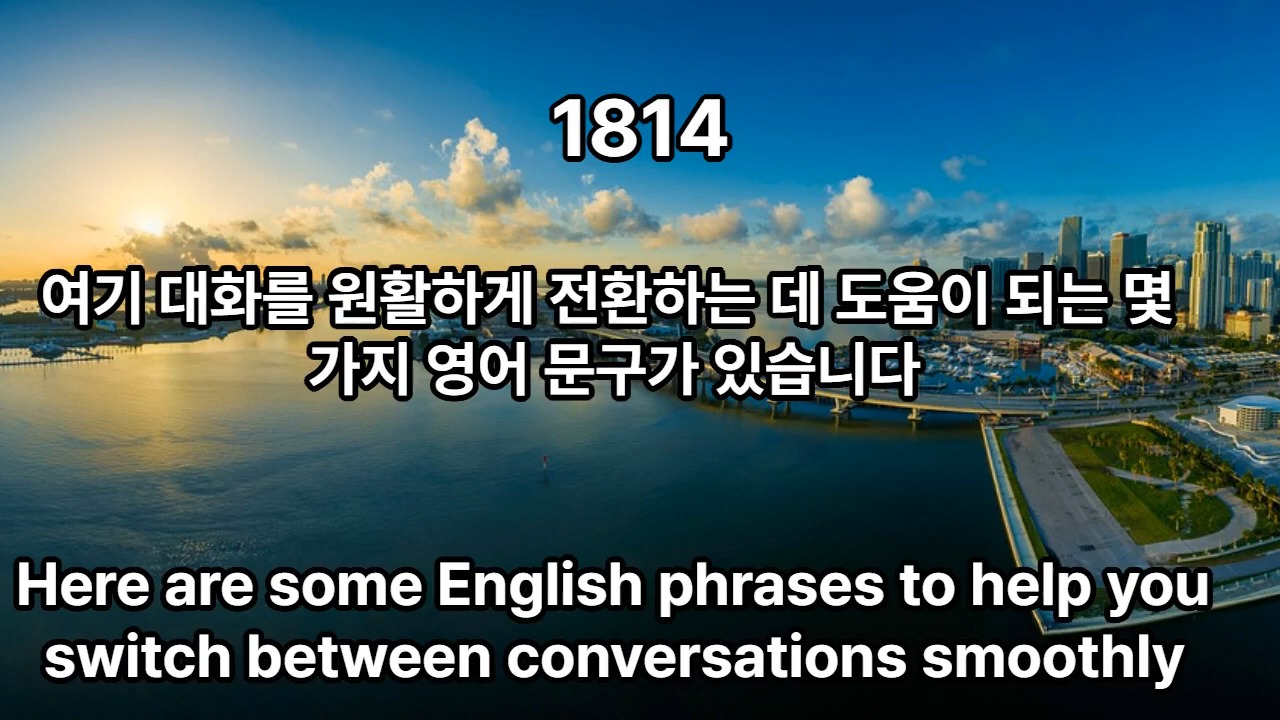 1814
여기 대화를 원활하게 전환하는 데 도움이 되는 몇
가지 영어 문구가 있습니다
Here are some English phrases to help you
switch between conversations smoothly